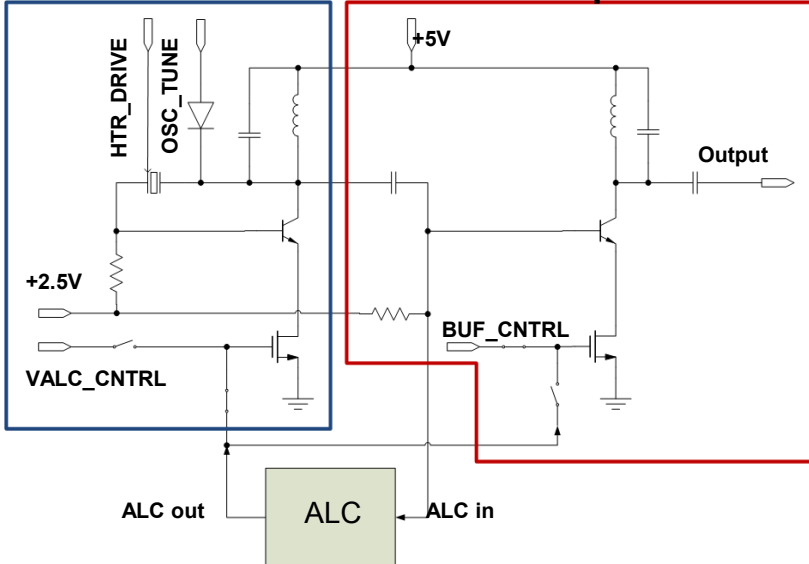 HTR_DRIVE
OSC_TUNE
+5V
Output
+2.5V
BUF_CNTRL
VALC_CNTRL
ALC out
ALC
ALC in